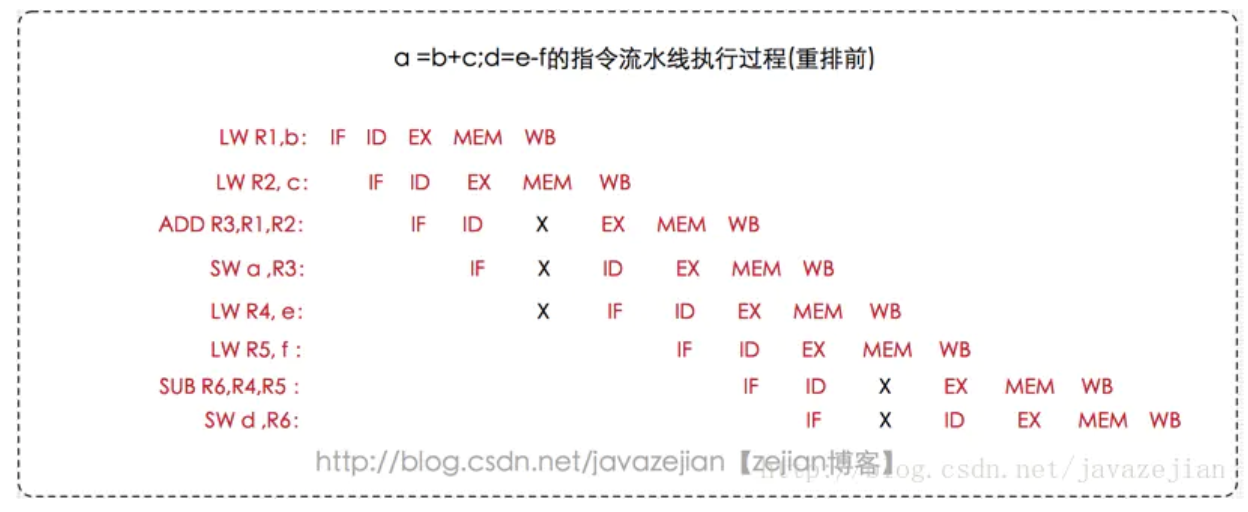 a =b+c;d=e-f的指令流水线执行过程(重排前)
LW R1,b: IF ID EX MEM WB
LW R2, c: IF ID EX MEM WB
ADD R3,R1,R2: IF ID X EX MEM WB
SW a ,R3: IF X ID EX MEM WB
LW R4, e: X IF ID EX MEM WB
LW R5, f : IF ID EX MEM WB
SUB R6,R4,R5 : IF ID X EX MEM WB
SW d ,R6: IF X ID EX MEM WB
http://blog.csdn.net/javazejian【zejian博客】
http://blog.csdn.net/javazejian